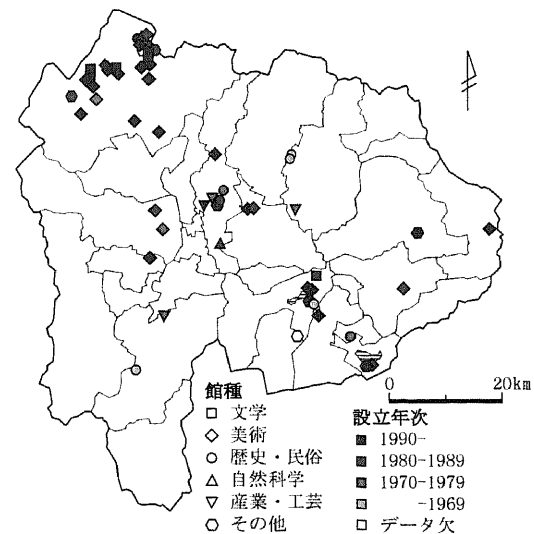 0 20km
館種
文学
美術
歴史・民俗
自然科学
産業・工芸
その他
設立年次
1990-
1980-1989
1970-1979
-1969
データ欠